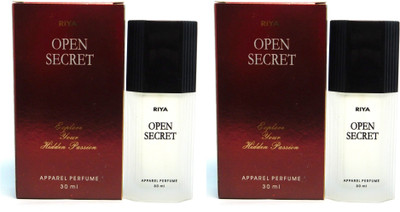 RIYA
OPEN
SECRET
Explore
Your
Hidden Passion
APPAREL PERFUME
30 ml
RIYA
OPEN
SECRET
30 ml
RIYA
OPEN
SECRET
Explore
Your
Hidden Passion
APPAREL PERFUME
30 ml
RIYA
OPEN
SECRET
30 ml